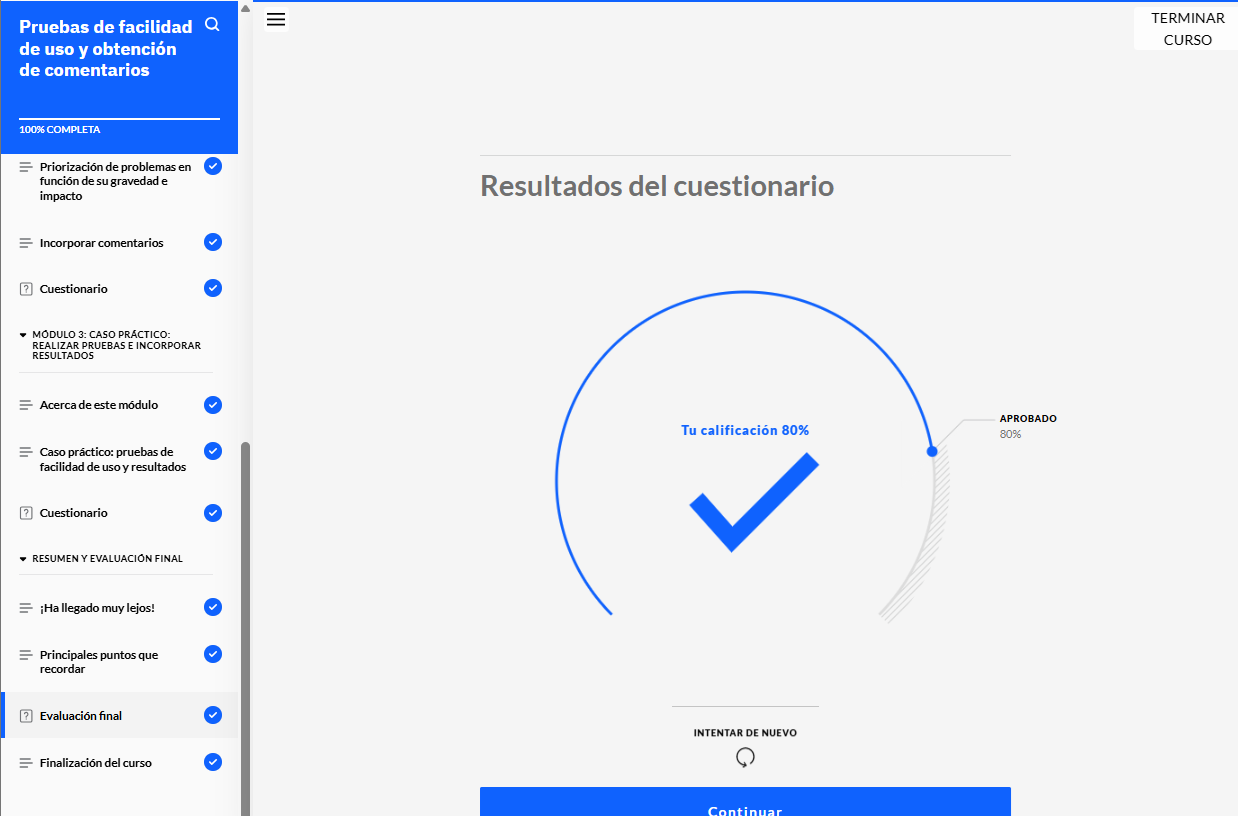 Pruebas de facilidad
de uso y obtención
de comentarios
100% COMPLETA
Priorización de problemas en
función de su gravedad e
impacto
Incorporar comentarios
Cuestionario
MÓDULO 3: CASO PRÁCTICO:
REALIZAR PRUEBAS E INCORPORAR
RESULTADOS
Acerca de este módulo
Caso práctico: pruebas de
facilidad de uso y resultados
Cuestionario
RESUMEN Y EVALUACIÓN FINAL
¡Ha llegado muy lejos!
Principales puntos que
recordar
Evaluación final
Finalización del curso
TERMINAR
CURSO
Resultados del cuestionario
Tu calificación 80%
APROBADO
80%
INTENTAR DE NUEVO
Continuar